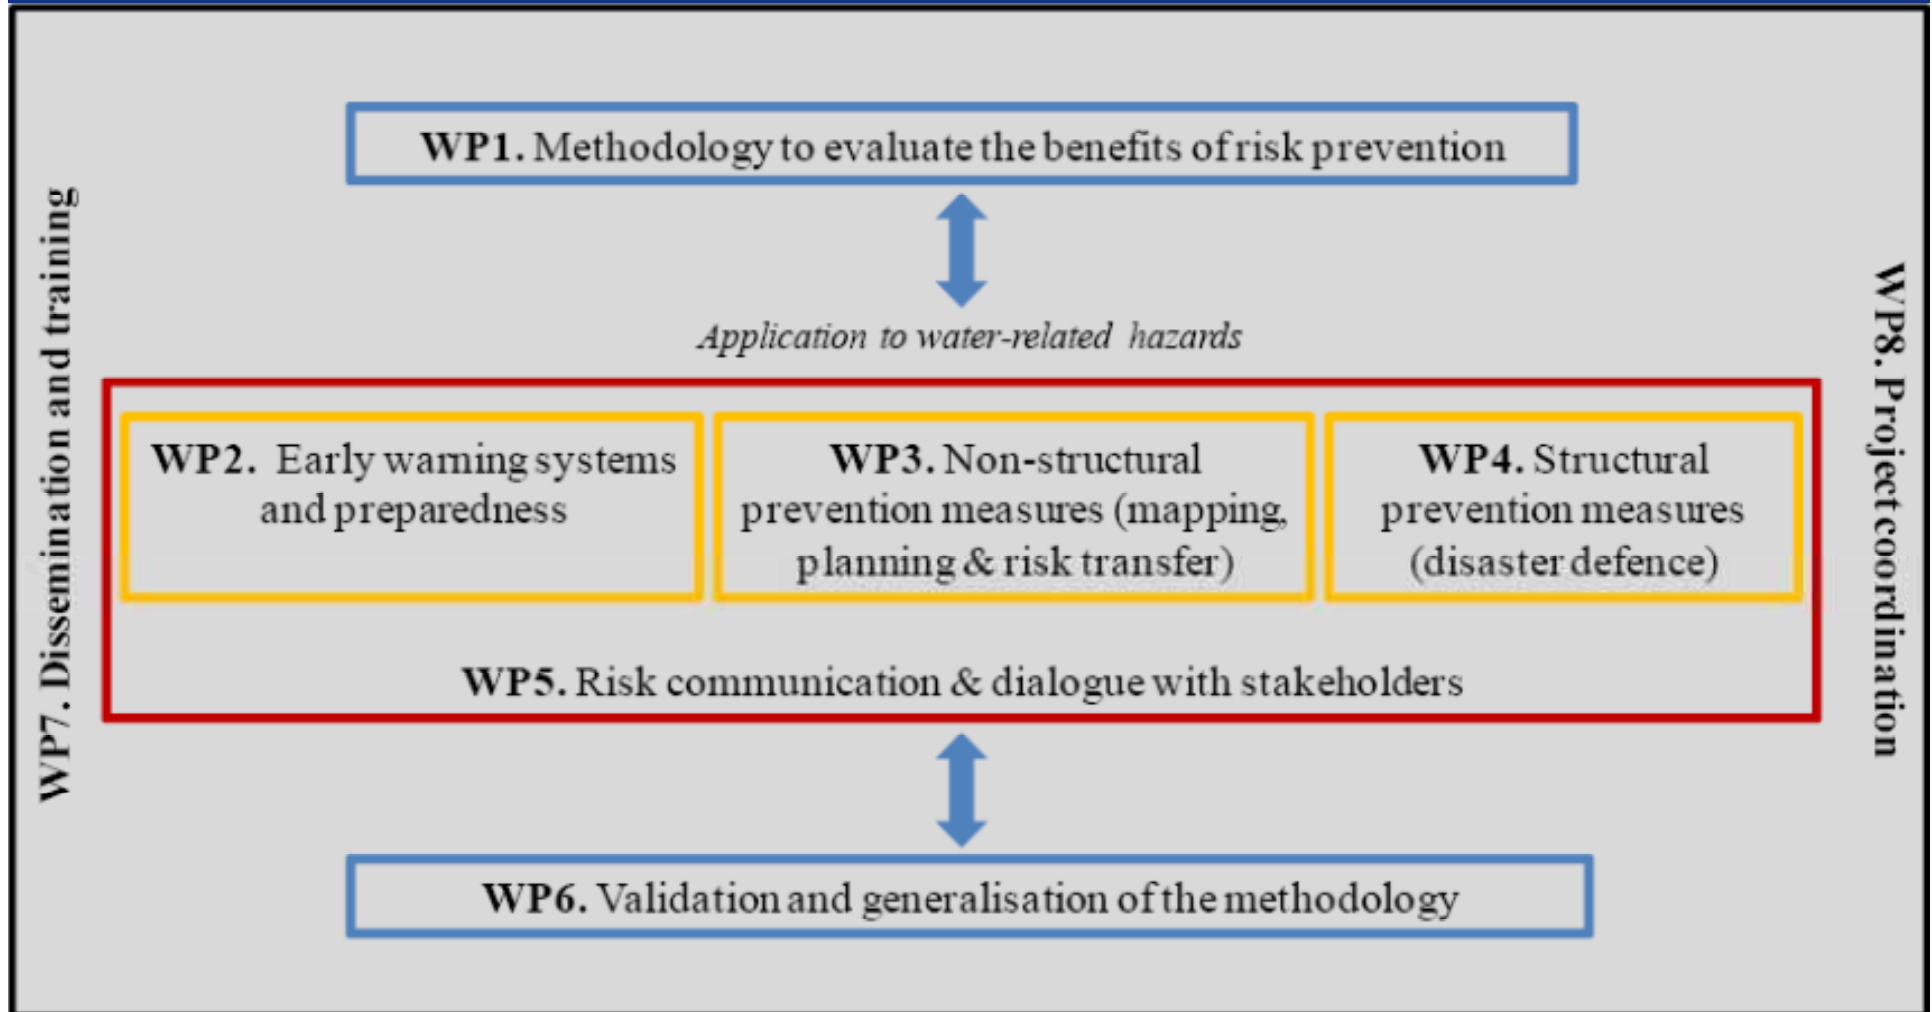 WP1. Methodology to evaluate the benefits of risk prevention
Application to water-related hazards
WP2. Early warning systems
and preparedness
WP3. Non-structural
prevention measures (mapping,
planning & risk transfer)
WP4. Structural
prevention measures
(disaster defence)
WP5. Risk communication & dialogue with stakeholders
WP6. Validation and generalisation of the methodology
WP7. Dissemination and training
WP8. Project coordination